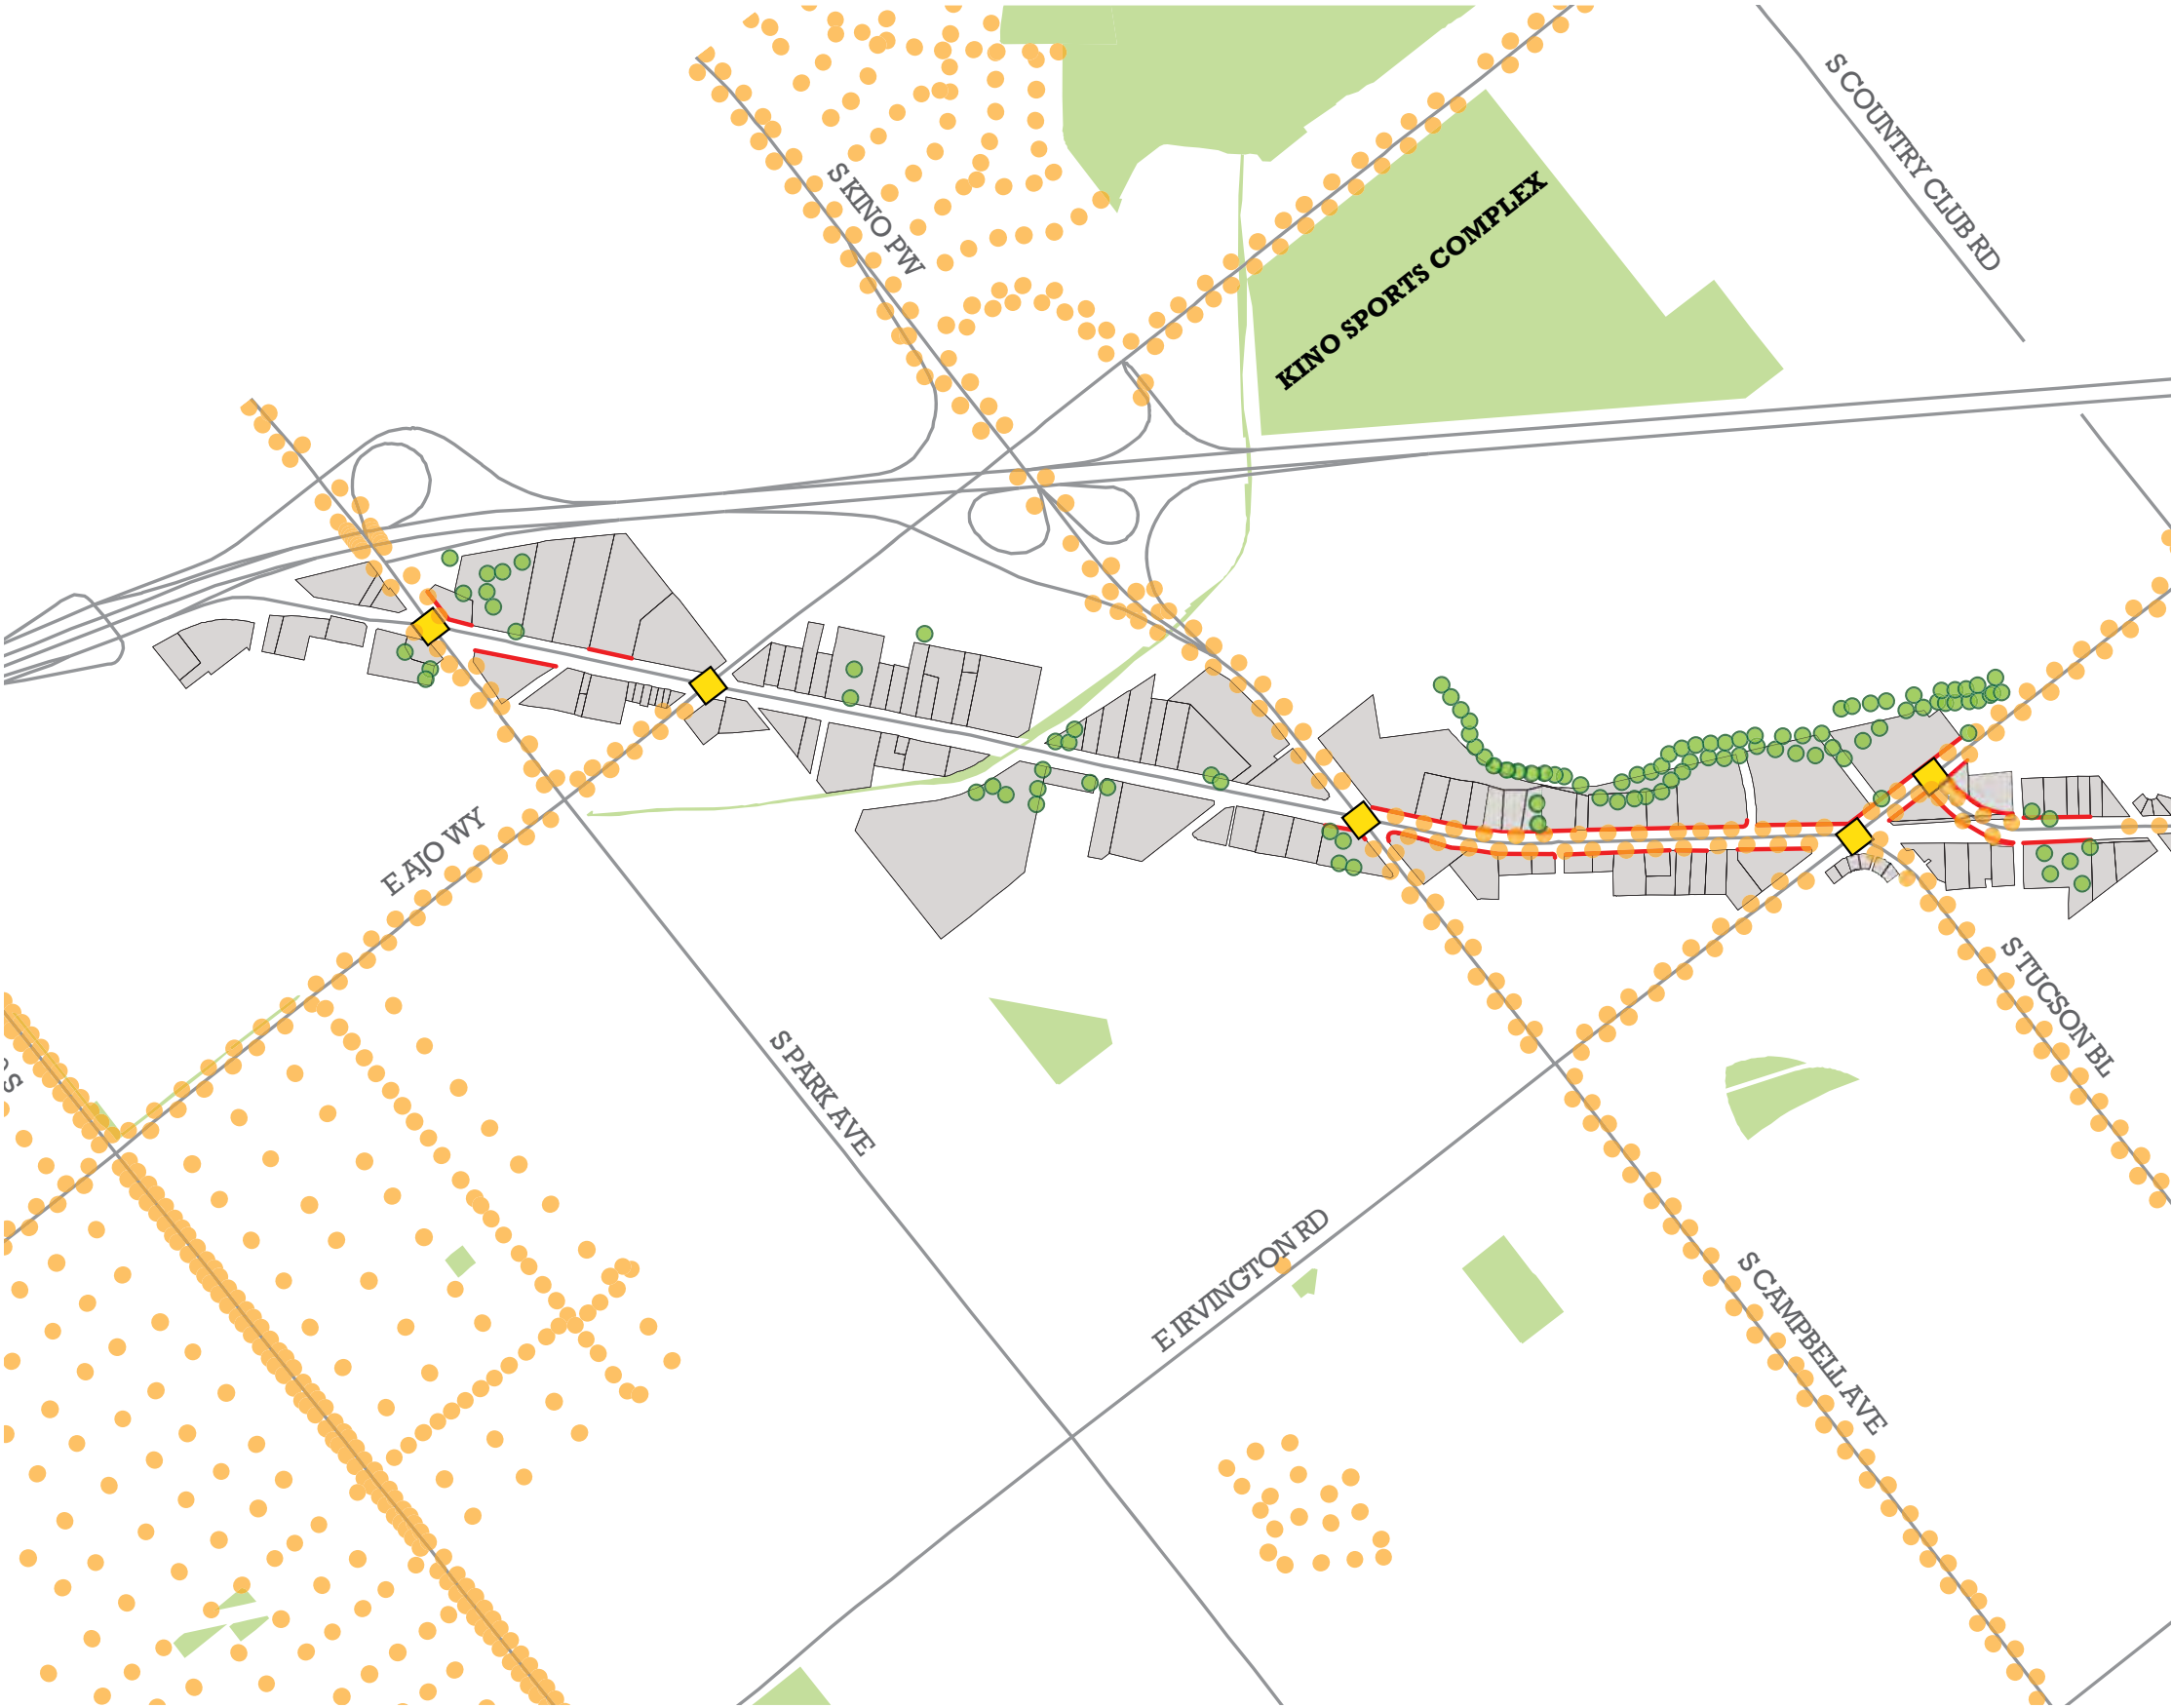 S COUNTRY CLUB RD
S KINO PW
KINO SPORTS COMPLEX
E AJO WY
S TUCSON BL
S PARK AVE
E IRVINGTON RD
S CAMPBELL AVE